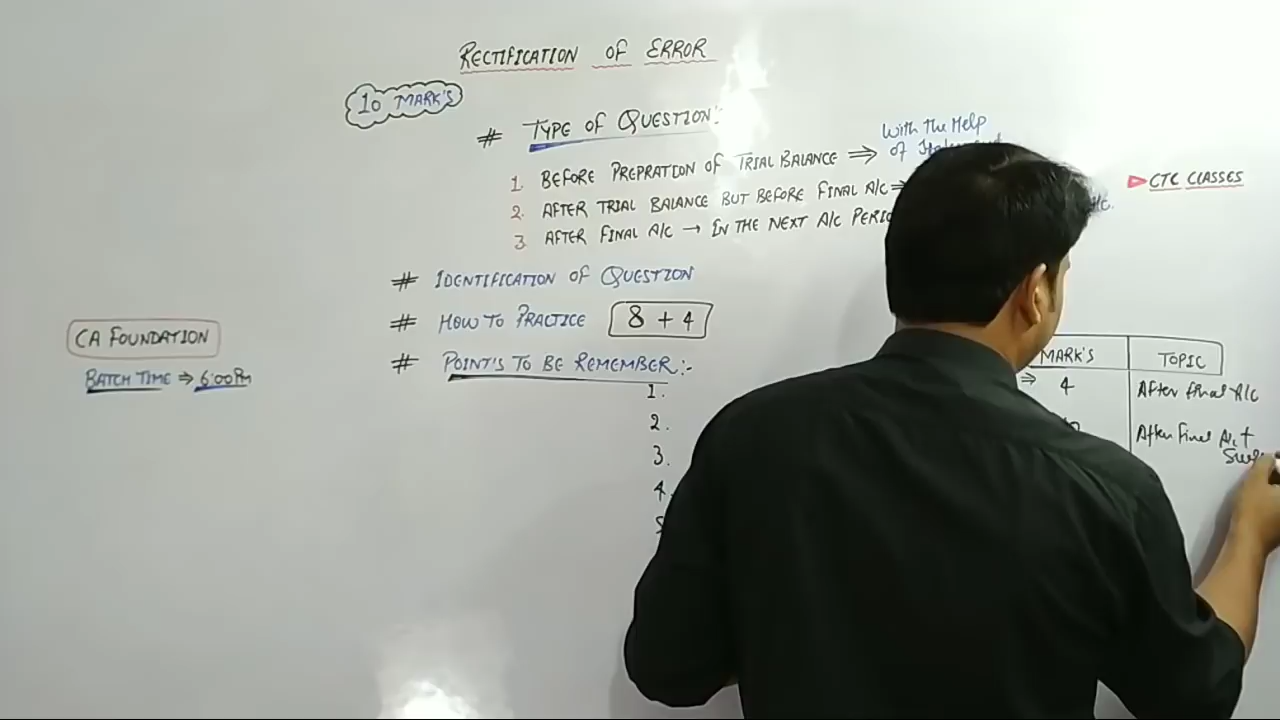 RECTIFICATION OF ERROR
10 MARK'S
# TYPE OF QUESTION:
With The Help
of
1. BEFORE PREPRATION OF TRIAL BALANCE ⇒
2. AFTER TRIAL BALANCE BUT BEFORE FINAL A/C ⇒
3. AFTER FINAL A/C → IN THE NEXT A/C
▷ CTC CLASSES
# IDENTIFICATION OF QUESTION
# HOW TO PRACTICE 8 + 4
# POINT'S TO BE REMEMBER:-
1.
2.
3.
4.
CA FOUNDATION
BATCH TIME ⇒ 6:00 PM
MARK'S TOPIC
⇒ 4 After final A/C
After Final A/c +